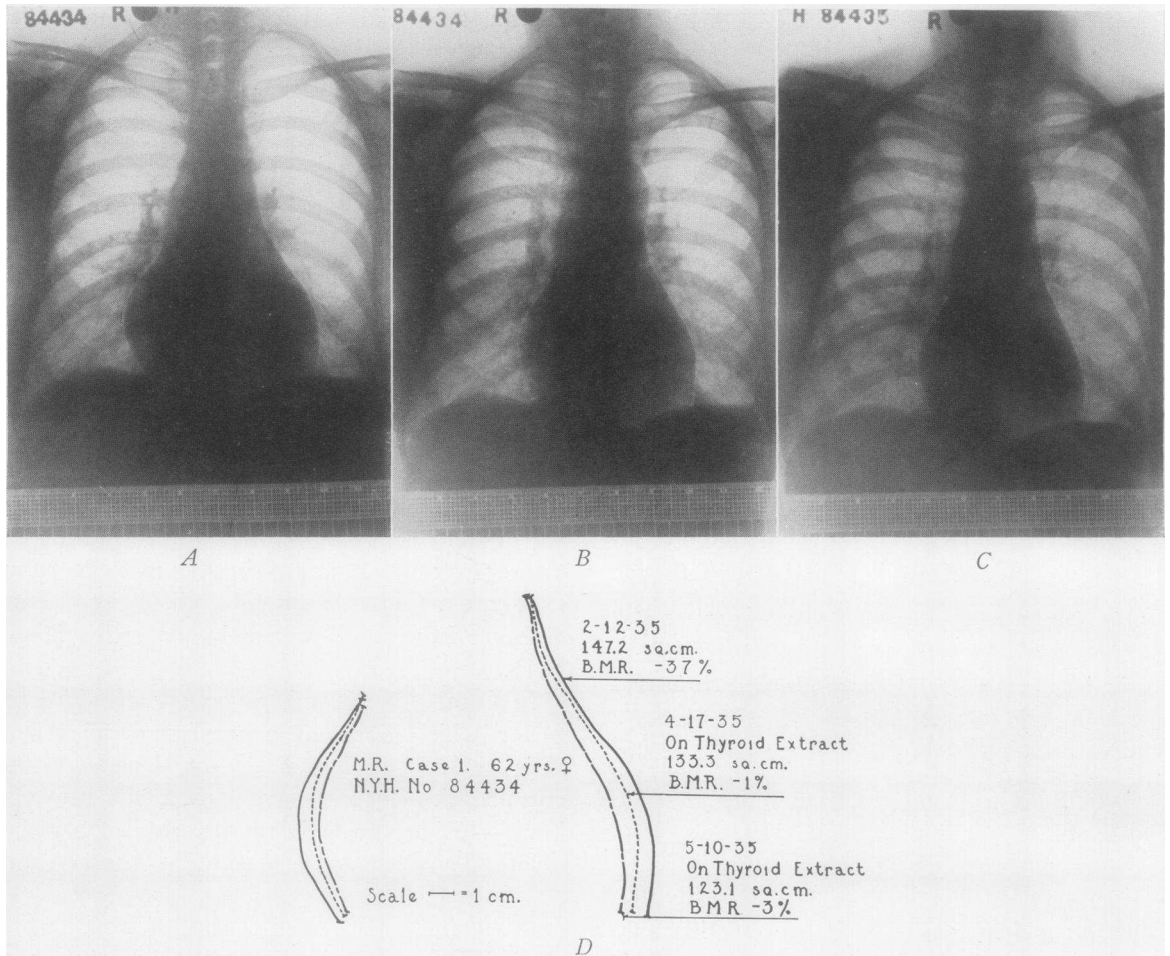 84434 R
84434 R
H 84435 R
A
B
C
2-12-35
147.2 sq.cm.
B.M.R. -37%
4-17-35
On Thyroid Extract
133.3 sq.cm.
B.M.R. -1%
M.R. Case 1. 62 yrs. ♀
N.Y.H. No 84434
5-10-35
On Thyroid Extract
123.1 sq.cm.
B.M.R. -3%
Scale — = 1 cm.
D